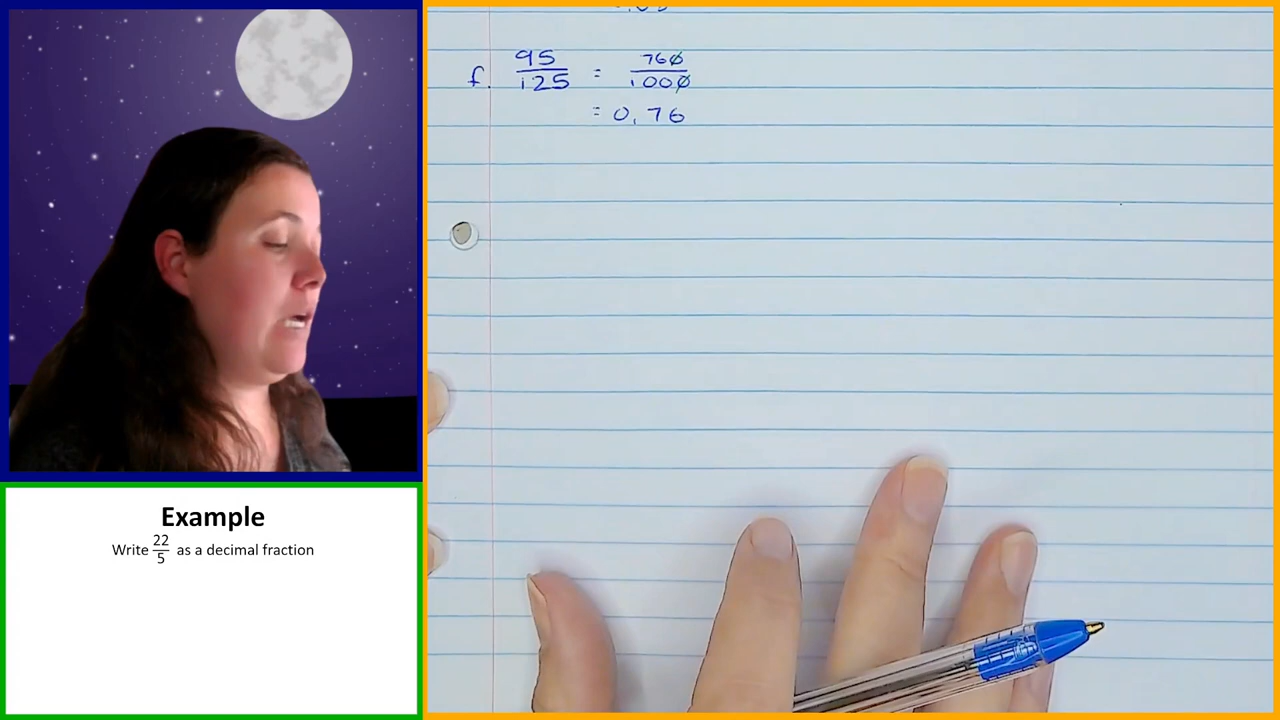 f. 95/125 = 760/1000
= 0,76
Example
Write 22/5 as a decimal fraction